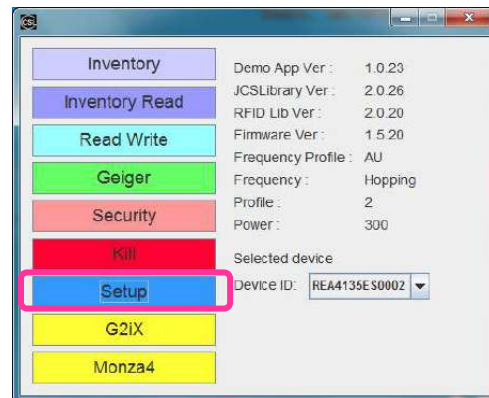 CSL
Inventory
Inventory Read
Read Write
Geiger
Security
Kill
Setup
G2iX
Monza4
Demo App Ver : 1.0.23
JCSLibrary Ver : 2.0.26
RFID Lib Ver : 2.0.20
Firmware Ver : 1.5.20
Frequency Profile : AU
Frequency : Hopping
Profile : 2
Power : 300
Selected device
Device ID: REA4135ES0002